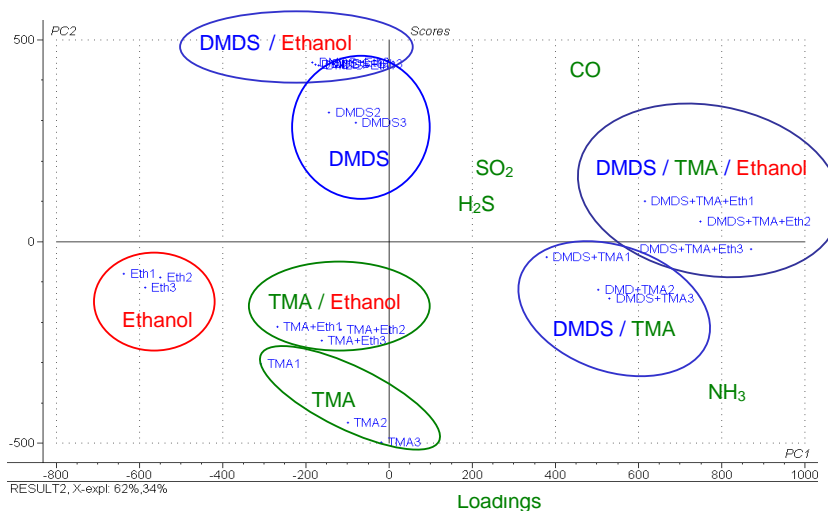 PC2
Scores
500
DMDS / Ethanol
CO
DMDS2
DMDS3
DMDS
SO₂
DMDS / TMA / Ethanol
H₂S
DMDS+TMA+Eth1
DMDS+TMA+Eth2
0
DMDS+TMA+Eth3
DMDS+TMA1
Eth1
Eth2
Eth3
Ethanol
TMA / Ethanol
DMD+TMA2
DMDS+TMA3
TMA+Eth1
TMA+Eth2
TMA+Eth3
DMDS / TMA
TMA1
TMA
NH₃
TMA2
TMA3
-500
PC1
-800 -600 -400 -200 0 200 400 600 800 1000
RESULT2, X-expl: 62%,34%
Loadings